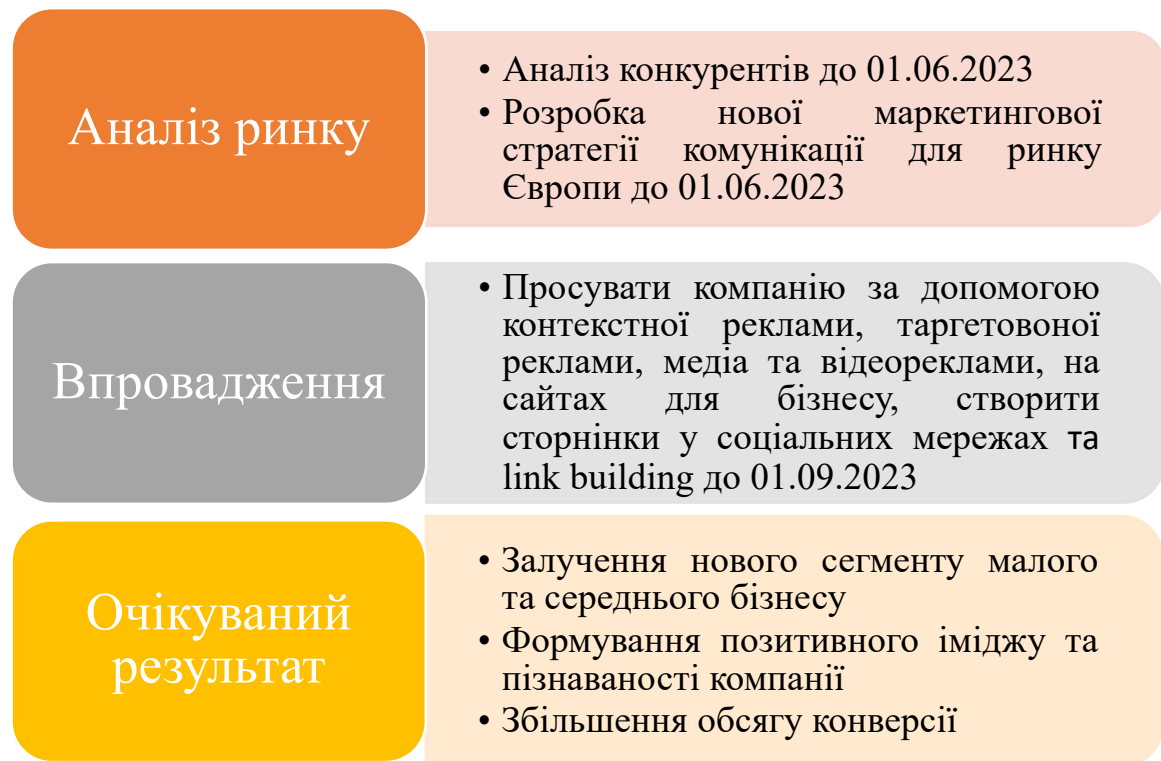 Аналіз ринку
• Аналіз конкурентів до 01.06.2023
• Розробка нової маркетингової
стратегії комунікації для ринку
Європи до 01.06.2023
Впровадження
• Просувати компанію за допомогою
контекстної реклами, таргетовоної
реклами, медіа та відеореклами, на
сайтах для бізнесу, створити
сторнінки у соціальних мережах та
link building до 01.09.2023
Очікуваний
результат
• Залучення нового сегменту малого
та середнього бізнесу
• Формування позитивного іміджу та
пізнаваності компанії
• Збільшення обсягу конверсії